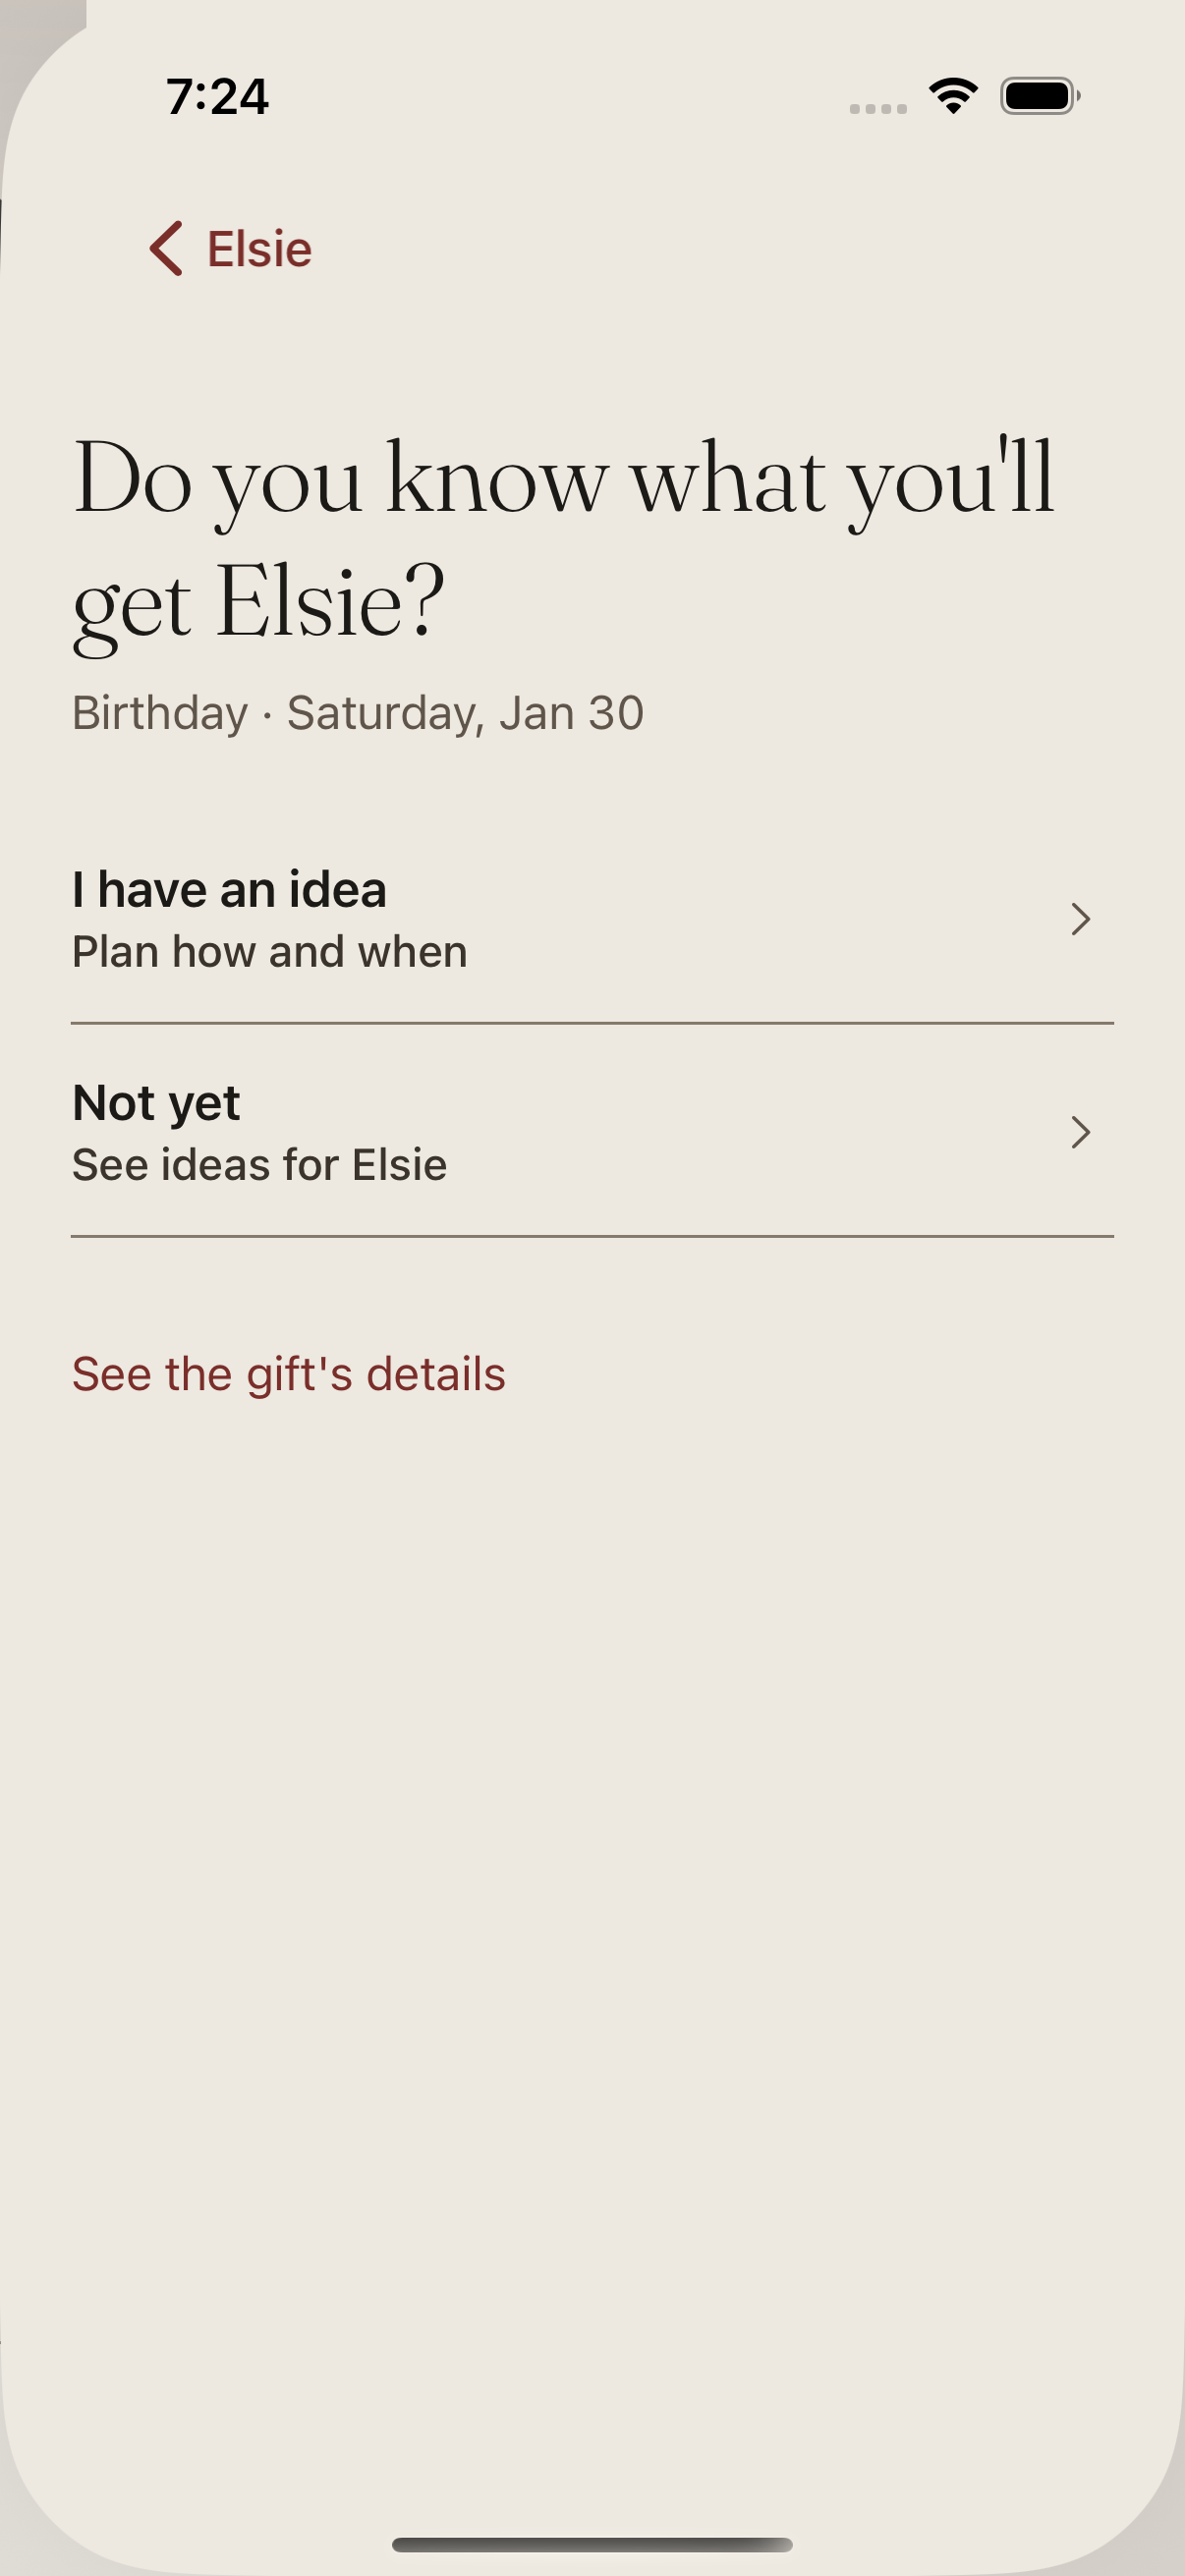 7:24
Elsie
Do you know what you'll
get Elsie?
Birthday · Saturday, Jan 30
I have an idea
Plan how and when
Not yet
See ideas for Elsie
See the gift's details